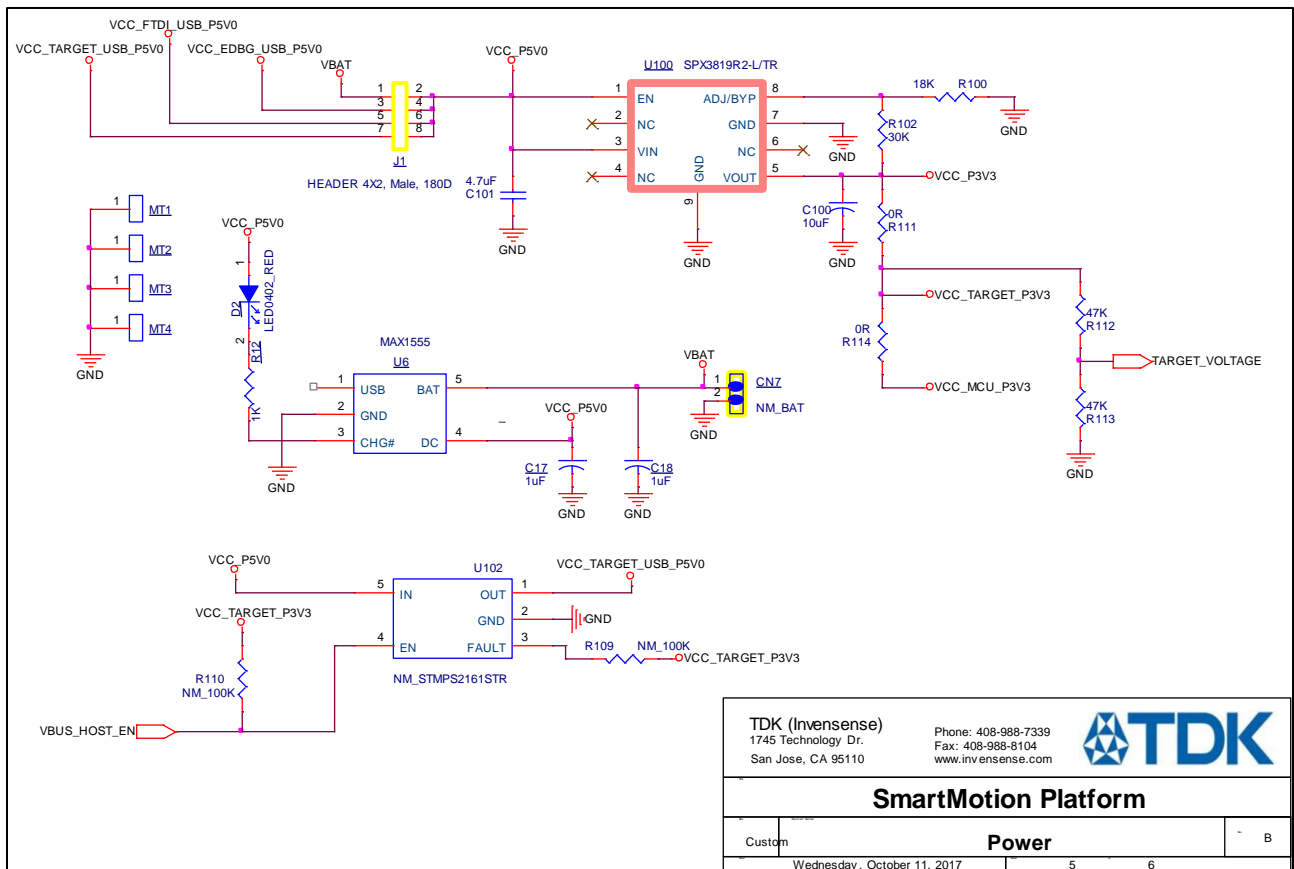 VCC_FTDI_USB_P5V0
VCC_TARGET_USB_P5V0
VCC_EDBG_USB_P5V0
VBAT
1 2
3 4
5 6
7 8
J1
HEADER 4X2, Male, 180D
VCC_P5V0
4.7uF
C101
GND
U100 SPX3819R2-L/TR
1 EN
2 NC
3 VIN
4 NC
ADJ/BYP 8
GND 7
NC 6
VOUT 5
GND
9
GND
18K R100
GND
R102
30K
GND
VCC_P3V3
C100
10uF
GND
0R
R111
VCC_TARGET_P3V3
0R
R114
VCC_MCU_P3V3
47K
R112
TARGET_VOLTAGE
47K
R113
GND
1 MT1
1 MT2
1 MT3
1 MT4
GND
VCC_P5V0
1
D2
LED0402_RED
2
R12
1K
MAX1555
U6
1 USB
2 GND
3 CHG#
BAT 5
DC 4
GND
VCC_P5V0
C17
1uF
GND
C18
1uF
GND
VBAT
1
2
CN7
NM_BAT
GND
VCC_P5V0
VCC_TARGET_P3V3
R110
NM_100K
VBUS_HOST_EN
U102
5 IN
4 EN
OUT 1
GND 2
FAULT 3
NM_STMPS2161STR
VCC_TARGET_USB_P5V0
GND
R109 NM_100K
VCC_TARGET_P3V3
TDK (Invensense)
1745 Technology Dr.
San Jose, CA 95110
Phone: 408-988-7339
Fax: 408-988-8104
www.invensense.com
TDK
SmartMotion Platform
Custom
Power
B
Wednesday, October 11, 2017
5 6